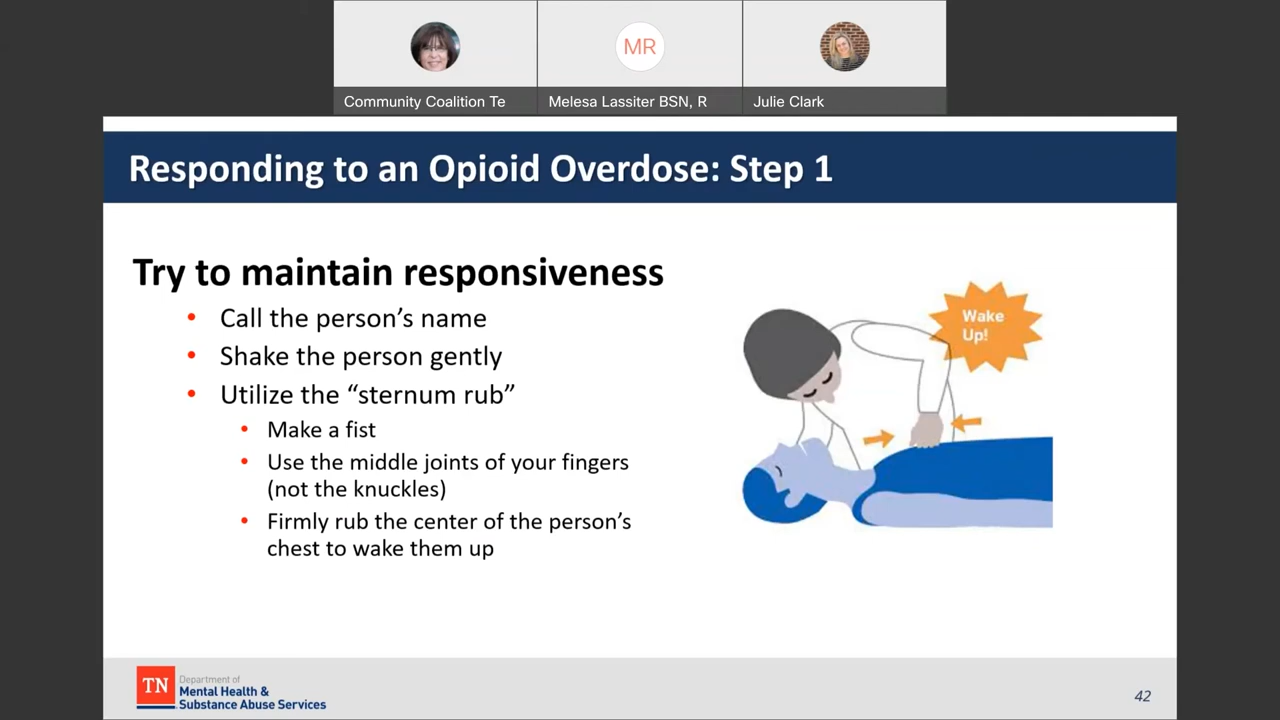 MR
Community Coalition Te
Melesa Lassiter BSN, R
Julie Clark
Responding to an Opioid Overdose: Step 1
Try to maintain responsiveness
• Call the person's name
• Shake the person gently
• Utilize the “sternum rub”
• Make a fist
• Use the middle joints of your fingers
(not the knuckles)
• Firmly rub the center of the person's
chest to wake them up
Wake
Up!
TN
Department of
Mental Health &
Substance Abuse Services
42